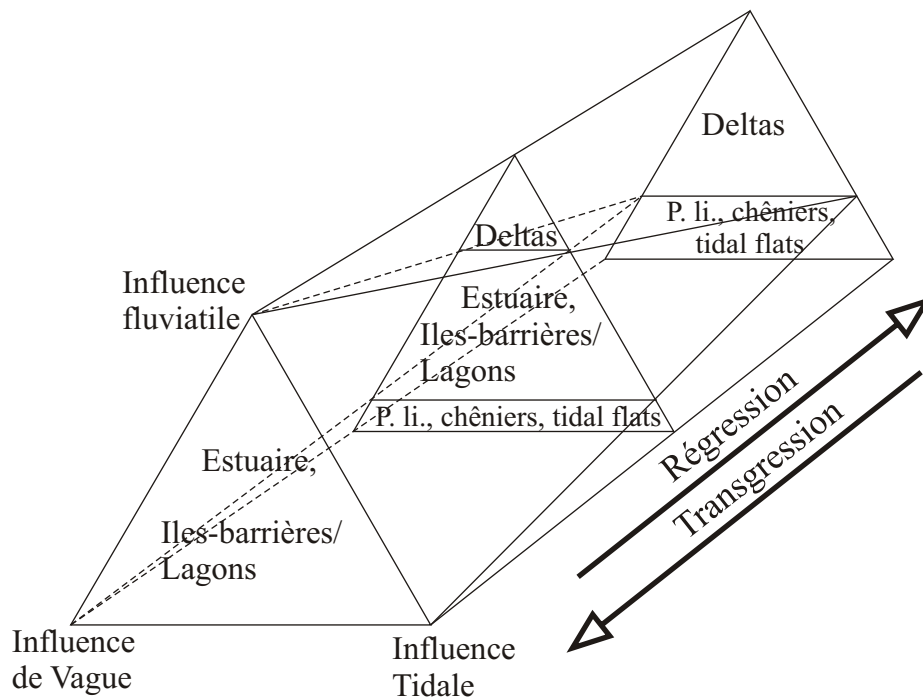 Deltas
P. li., chêniers,
tidal flats
Deltas
Influence
fluviatile
Estuaire,
Iles-barrières/
Lagons
P. li., chêniers, tidal flats
Estuaire,
Iles-barrières/
Lagons
Régression
Transgression
Influence
de Vague
Influence
Tidale